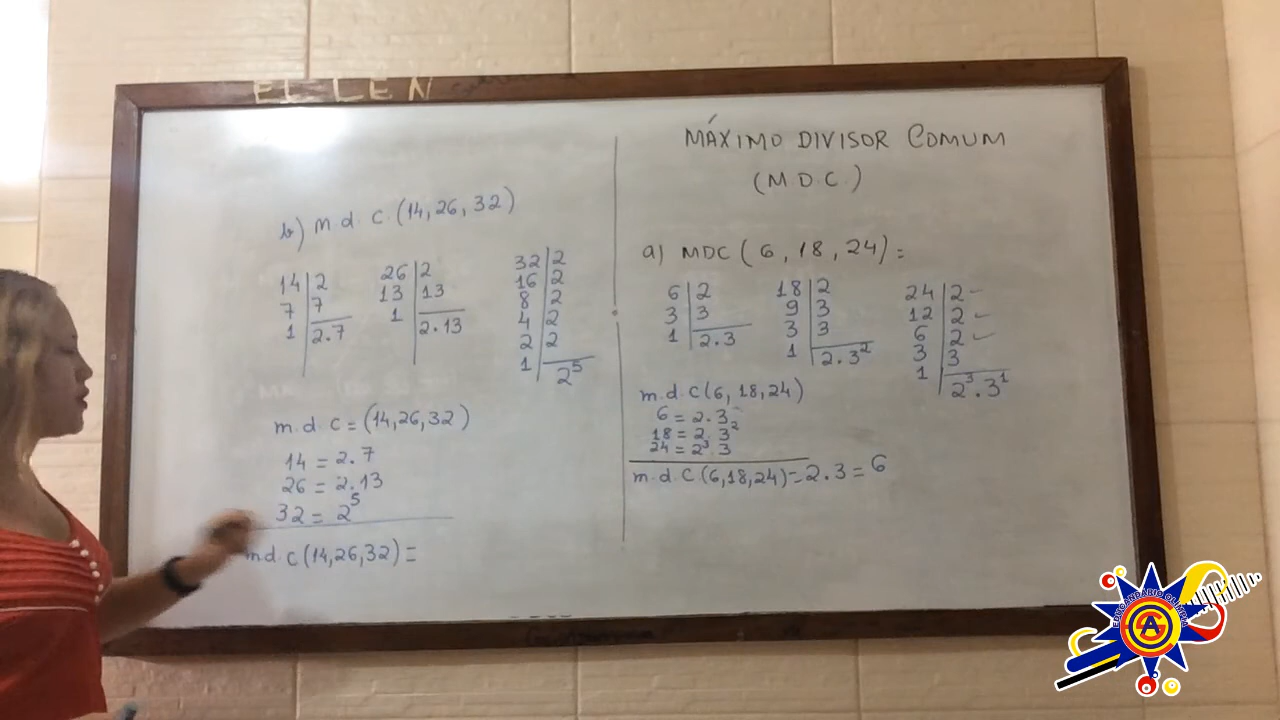 EL LEN
MÁXIMO DIVISOR COMUM
(M.D.C.)
a) MDC (6, 18, 24) =
6 | 2
3 | 3
1 | 2.3
18 | 2
9 | 3
3 | 3
1 | 2.3²
24 | 2
12 | 2
6 | 2
3 | 3
1 | 2³.3¹
m.d.c(6, 18, 24)
6 = 2.3
18 = 2.3²
24 = 2³.3
m.d.c.(6,18,24) = 2.3 = 6
b) m.d.c.(14, 26, 32)
14 | 2
7 | 7
1 | 2.7
26 | 2
13 | 13
1 | 2.13
32 | 2
16 | 2
8 | 2
4 | 2
2 | 2
1 | 2⁵
m.d.c = (14,26,32)
14 = 2.7
26 = 2.13
32 = 2⁵
m.d.c(14,26,32) =
EDUCANDÁRIO OLIMPUS
A